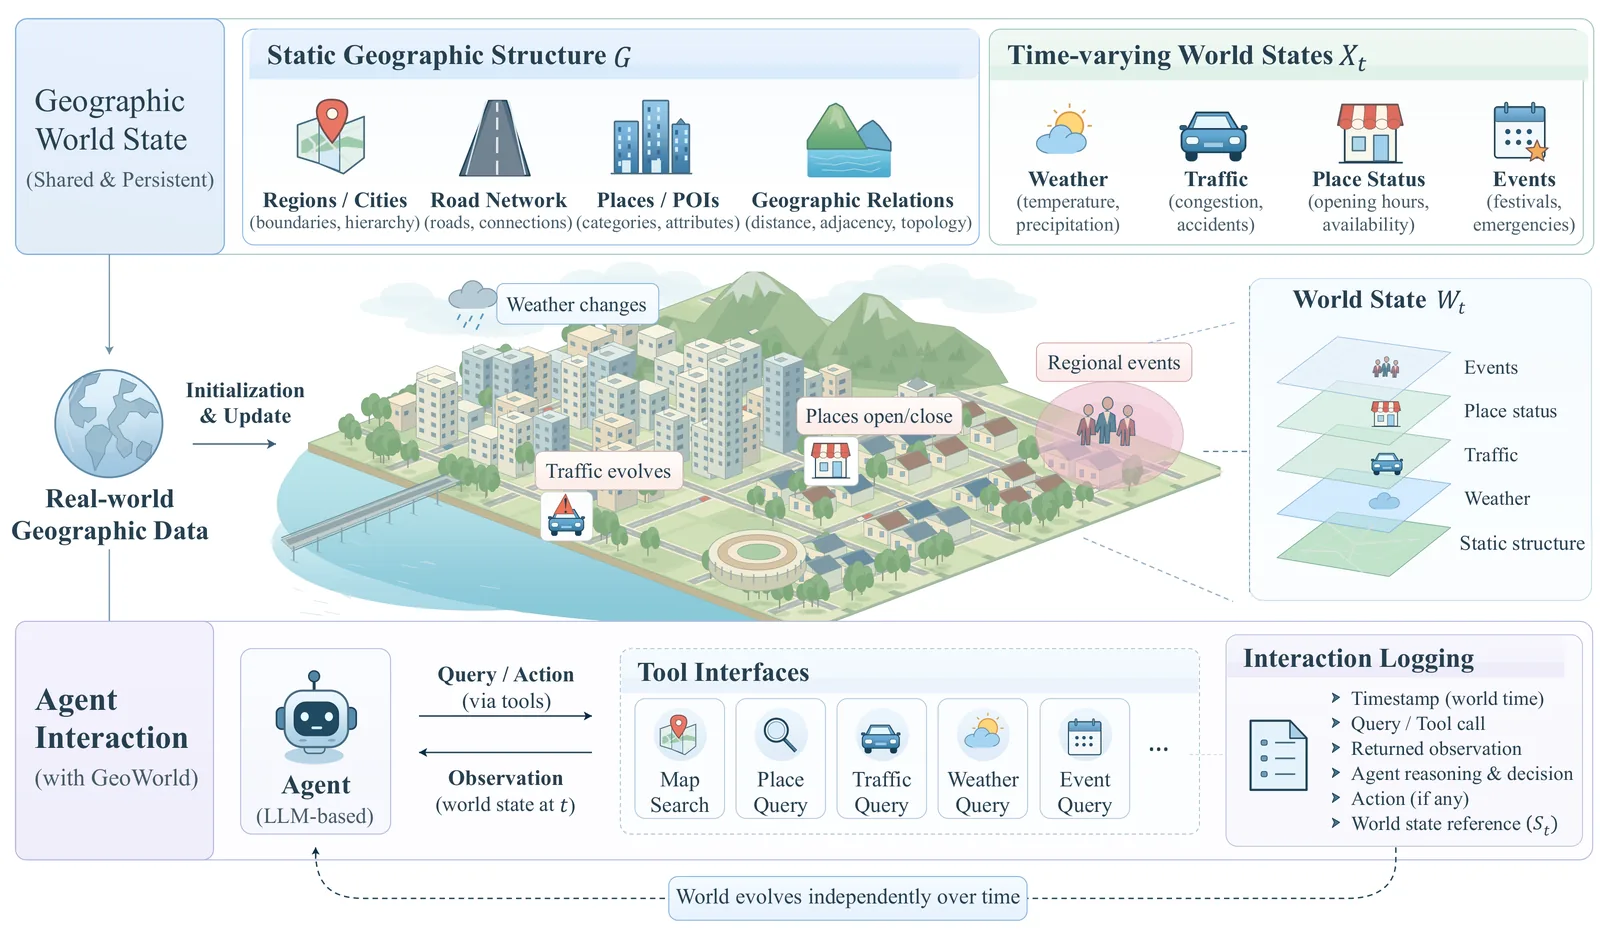 Geographic
World State
(Shared & Persistent)
Static Geographic Structure G
Regions / Cities
(boundaries, hierarchy)
Road Network
(roads, connections)
Places / POIs
(categories, attributes)
Geographic Relations
(distance, adjacency, topology)
Time-varying World States Xₜ
Weather
(temperature,
precipitation)
Traffic
(congestion,
accidents)
Place Status
(opening hours,
availability)
Events
(festivals,
emergencies)
Real-world
Geographic Data
Initialization
& Update
Weather changes
Traffic evolves
Places open/close
Regional events
World State Wₜ
Events
Place status
Traffic
Weather
Static structure
Agent
Interaction
(with GeoWorld)
Agent
(LLM-based)
Query / Action
(via tools)
Observation
(world state at t)
Tool Interfaces
Map
Search
Place
Query
Traffic
Query
Weather
Query
Event
Query
...
Interaction Logging
➤ Timestamp (world time)
➤ Query / Tool call
➤ Returned observation
➤ Agent reasoning & decision
➤ Action (if any)
➤ World state reference (Sₜ)
World evolves independently over time